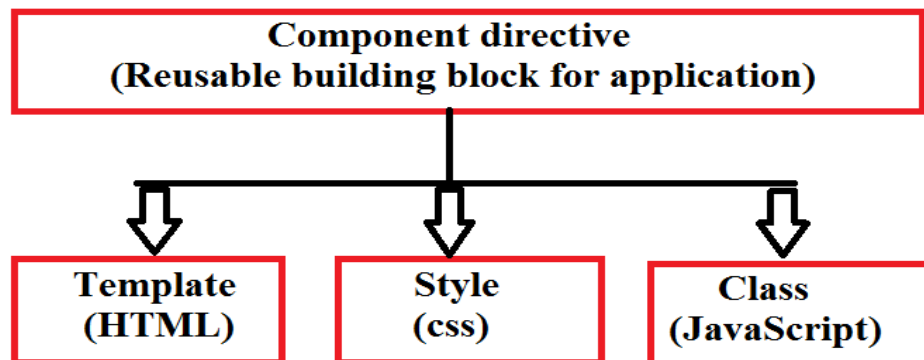 Component directive
(Reusable building block for application)
Template
(HTML)
Style
(css)
Class
(JavaScript)